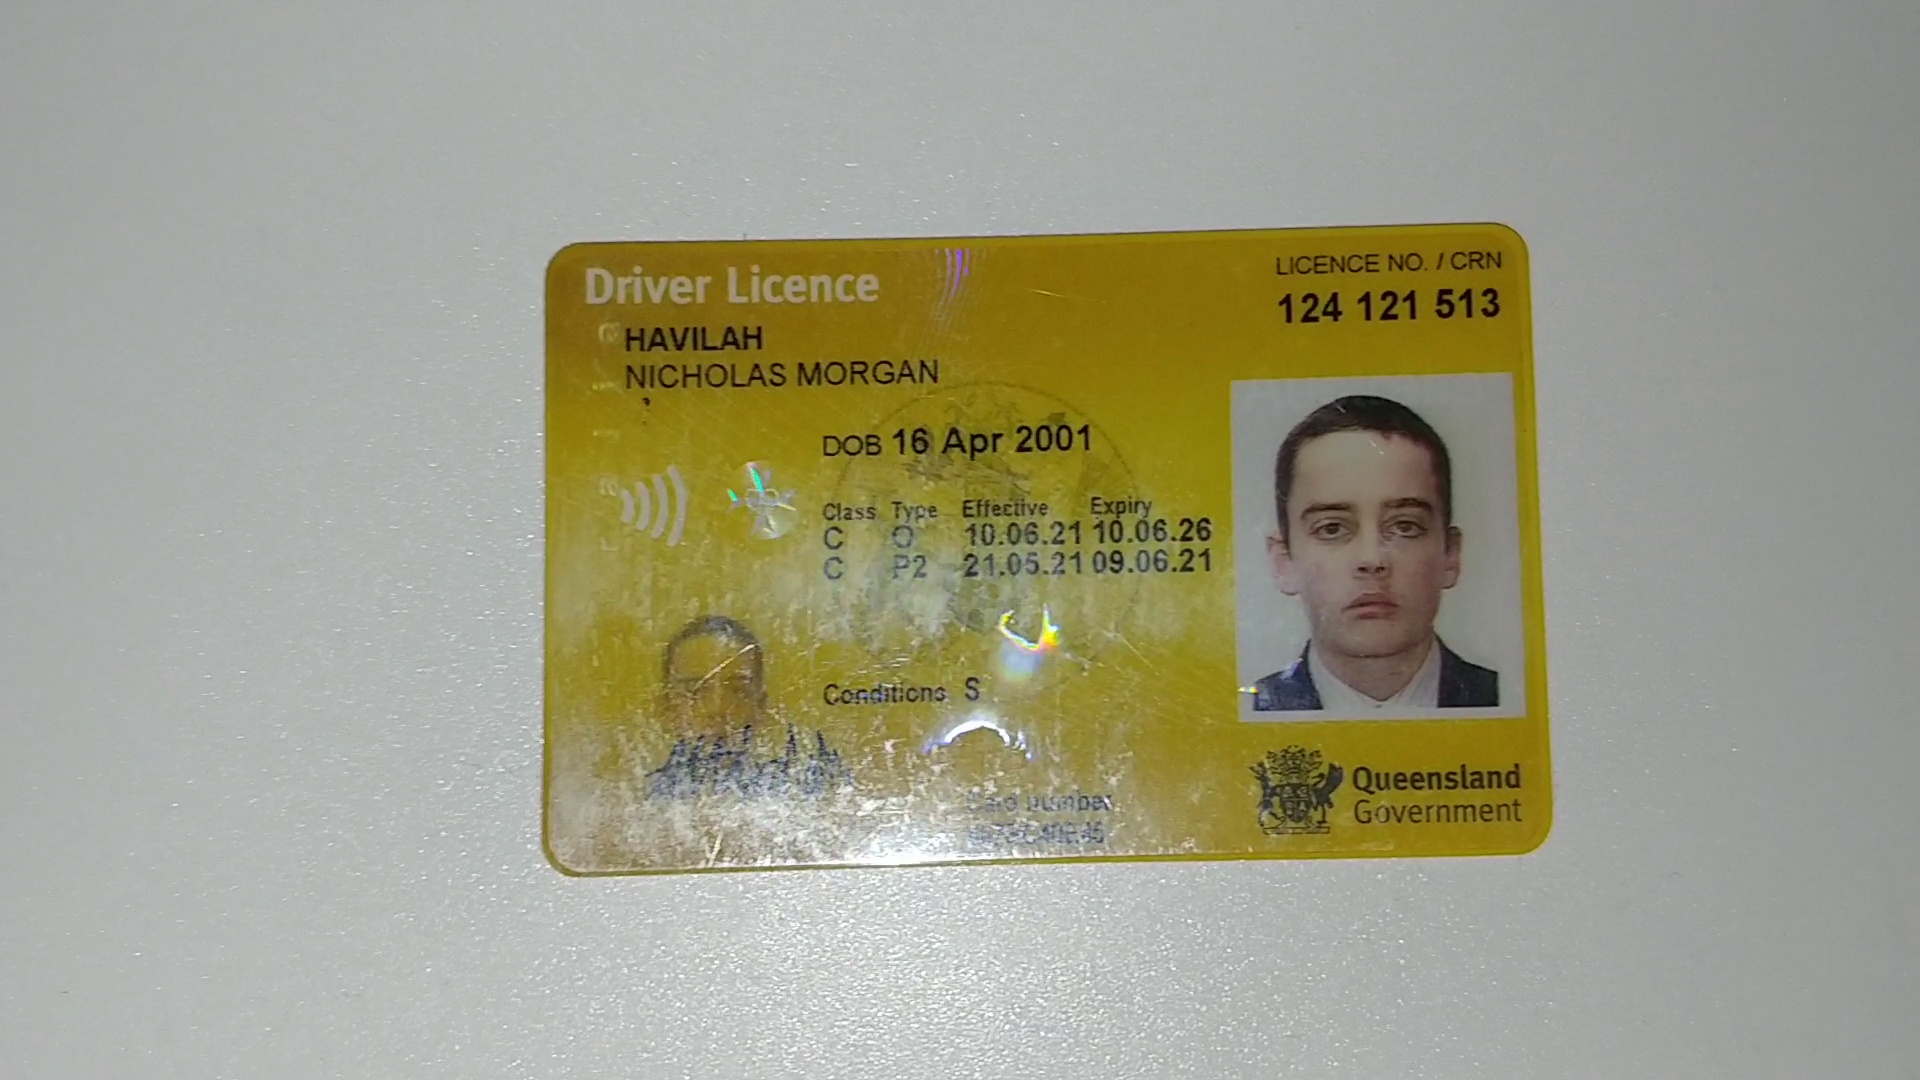 Driver Licence
LICENCE NO. / CRN
124 121 513
HAVILAH
NICHOLAS MORGAN
DOB 16 Apr 2001
Class Type Effective Expiry
C O 10.06.21 10.06.26
C P2 21.05.21 09.06.21
Conditions S
Card number
Queensland
Government